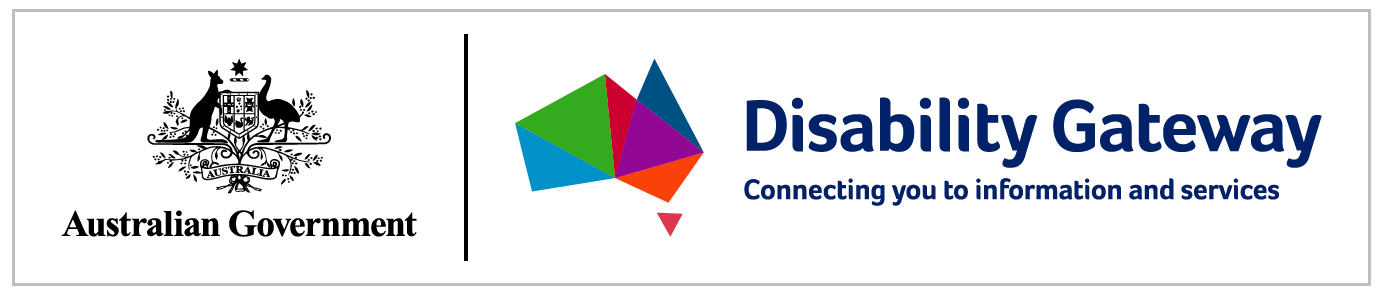 AUSTRALIA
Australian Government
Disability Gateway
Connecting you to information and services